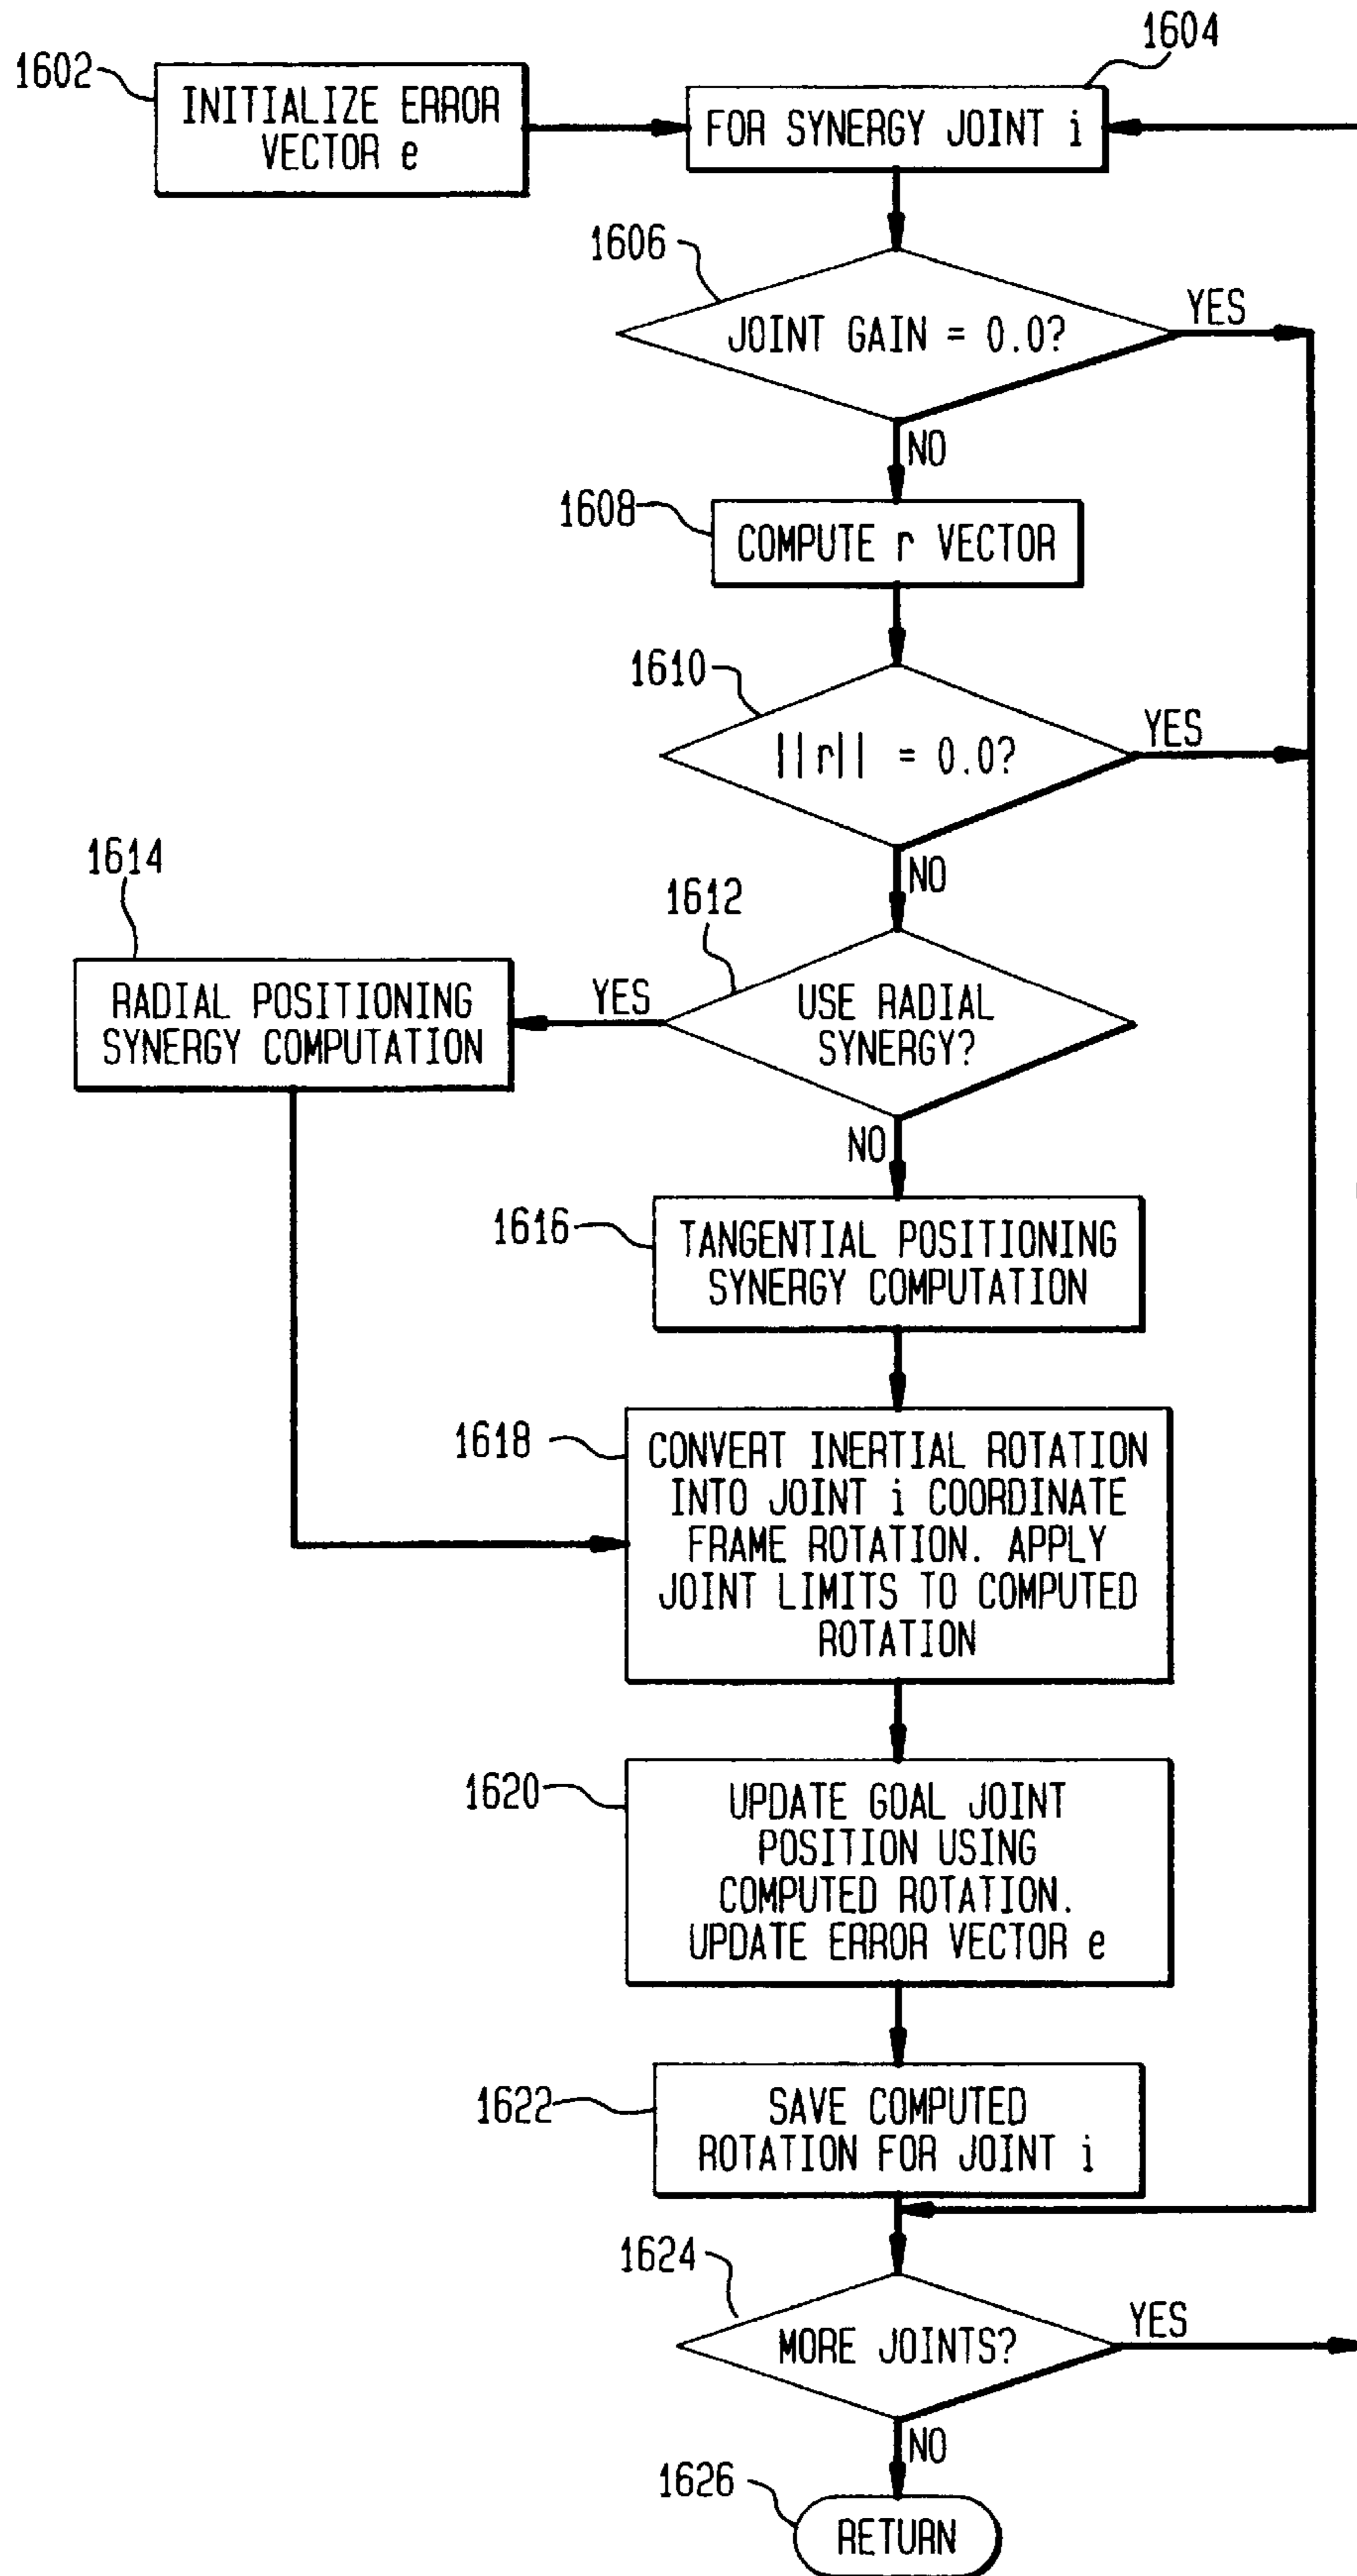 1602
INITIALIZE ERROR
VECTOR e
1604
FOR SYNERGY JOINT i
1606
JOINT GAIN = 0.0?
YES
NO
1608
COMPUTE r VECTOR
1610
||r|| = 0.0?
YES
NO
1612
USE RADIAL
SYNERGY?
YES
1614
RADIAL POSITIONING
SYNERGY COMPUTATION
NO
1616
TANGENTIAL POSITIONING
SYNERGY COMPUTATION
1618
CONVERT INERTIAL ROTATION
INTO JOINT i COORDINATE
FRAME ROTATION. APPLY
JOINT LIMITS TO COMPUTED
ROTATION
1620
UPDATE GOAL JOINT
POSITION USING
COMPUTED ROTATION.
UPDATE ERROR VECTOR e
1622
SAVE COMPUTED
ROTATION FOR JOINT i
1624
MORE JOINTS?
YES
NO
1626
RETURN